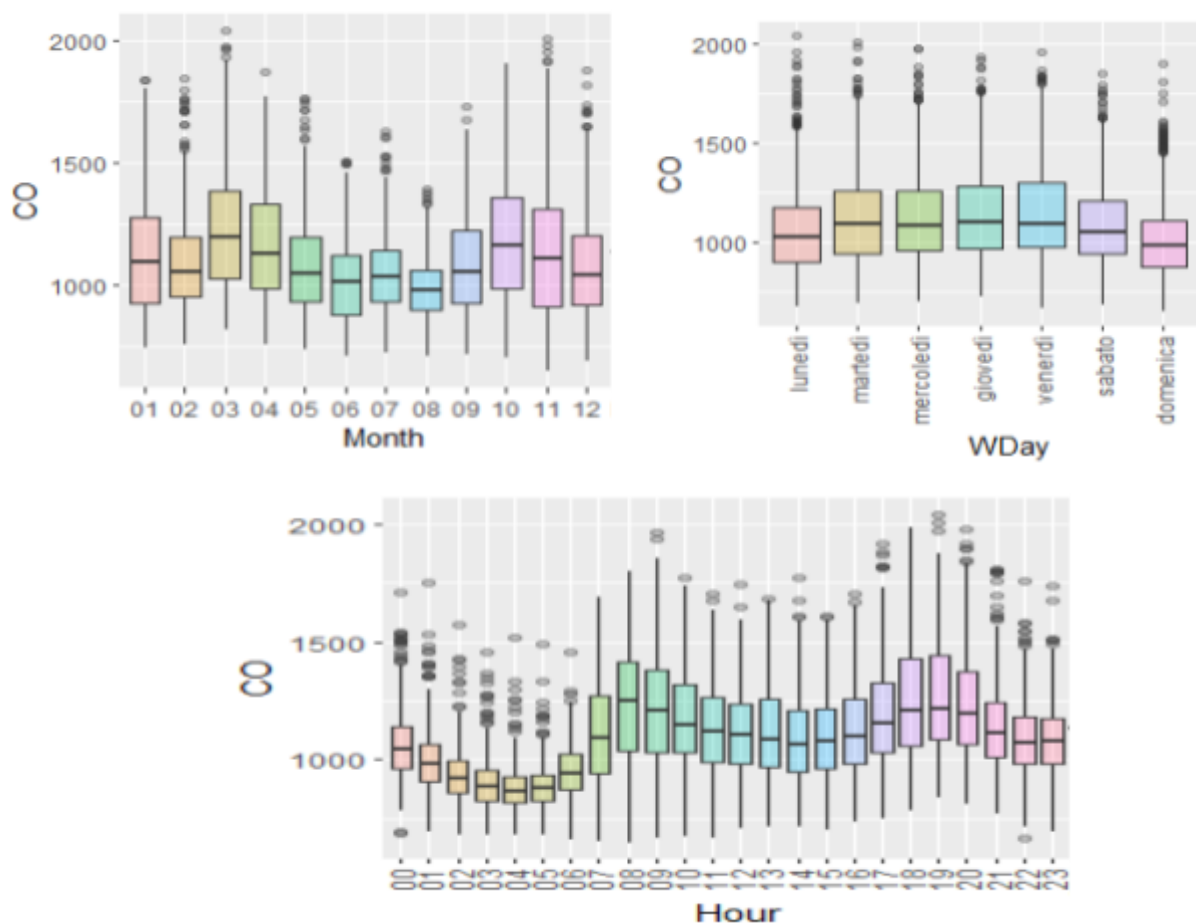 2000
1500
1000
CO
01 02 03 04 05 06 07 08 09 10 11 12
Month
2000
1500
1000
CO
lunedì martedì mercoledì giovedì venerdì sabato domenica
WDay
2000
1500
1000
CO
00 01 02 03 04 05 06 07 08 09 10 11 12 13 14 15 16 17 18 19 20 21 22 23
Hour